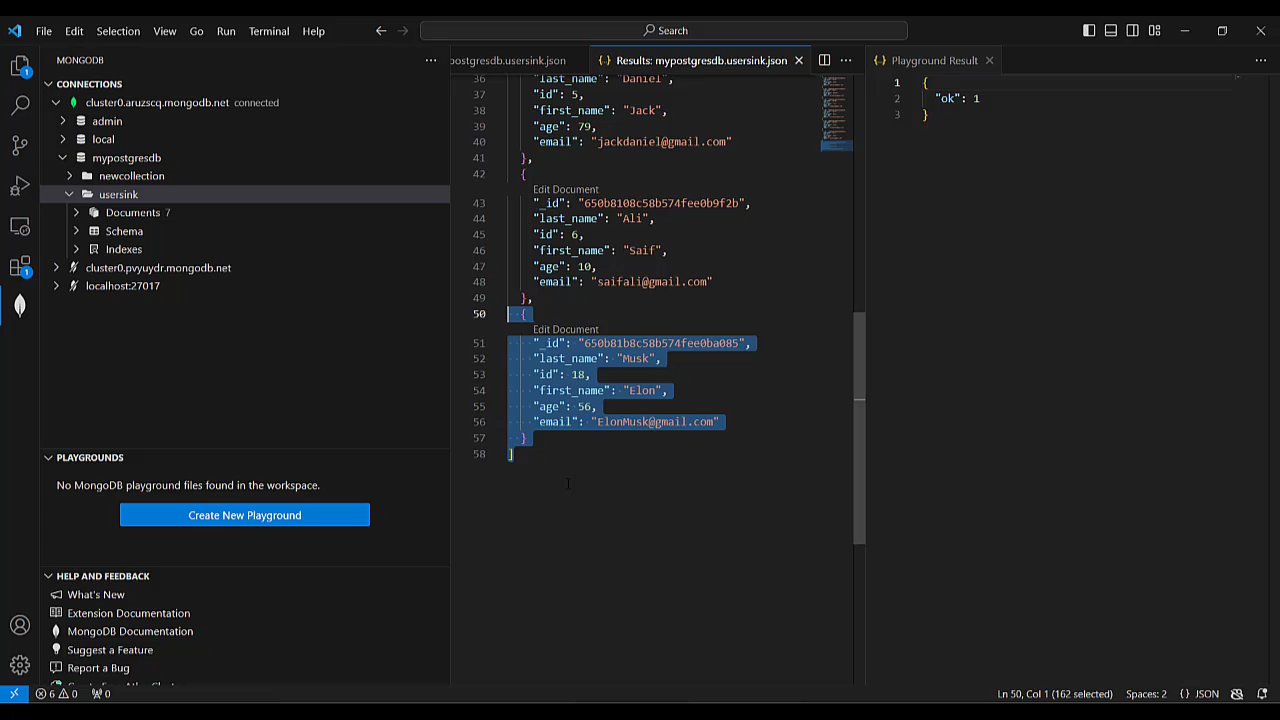 File Edit Selection View Go Run Terminal Help
Search
MONGODB
CONNECTIONS
cluster0.aruzscq.mongodb.net connected
admin
local
mypostgresdb
newcollection
usersink
Documents 7
Schema
Indexes
cluster0.pvyuydr.mongodb.net
localhost:27017
PLAYGROUNDS
No MongoDB playground files found in the workspace.
Create New Playground
HELP AND FEEDBACK
What's New
Extension Documentation
MongoDB Documentation
Suggest a Feature
Report a Bug
postgresdb.usersink.json
Results: mypostgresdb.usersink.json
36 "last_name": "Daniel",
37 "id": 5,
38 "first_name": "Jack",
39 "age": 79,
40 "email": "jackdaniel@gmail.com"
41 },
42 {
Edit Document
43 "_id": "650b8108c58b574fee0b9f2b",
44 "last_name": "Ali",
45 "id": 6,
46 "first_name": "Saif",
47 "age": 10,
48 "email": "saifali@gmail.com"
49 },
50 {
Edit Document
51 "_id": "650b81b8c58b574fee0ba085",
52 "last_name": "Musk",
53 "id": 18,
54 "first_name": "Elon",
55 "age": 56,
56 "email": "ElonMusk@gmail.com"
57 }
58 ]
Playground Result
1 {
2 "ok": 1
3 }
6 0 0
Ln 50, Col 1 (162 selected) Spaces: 2 {} JSON